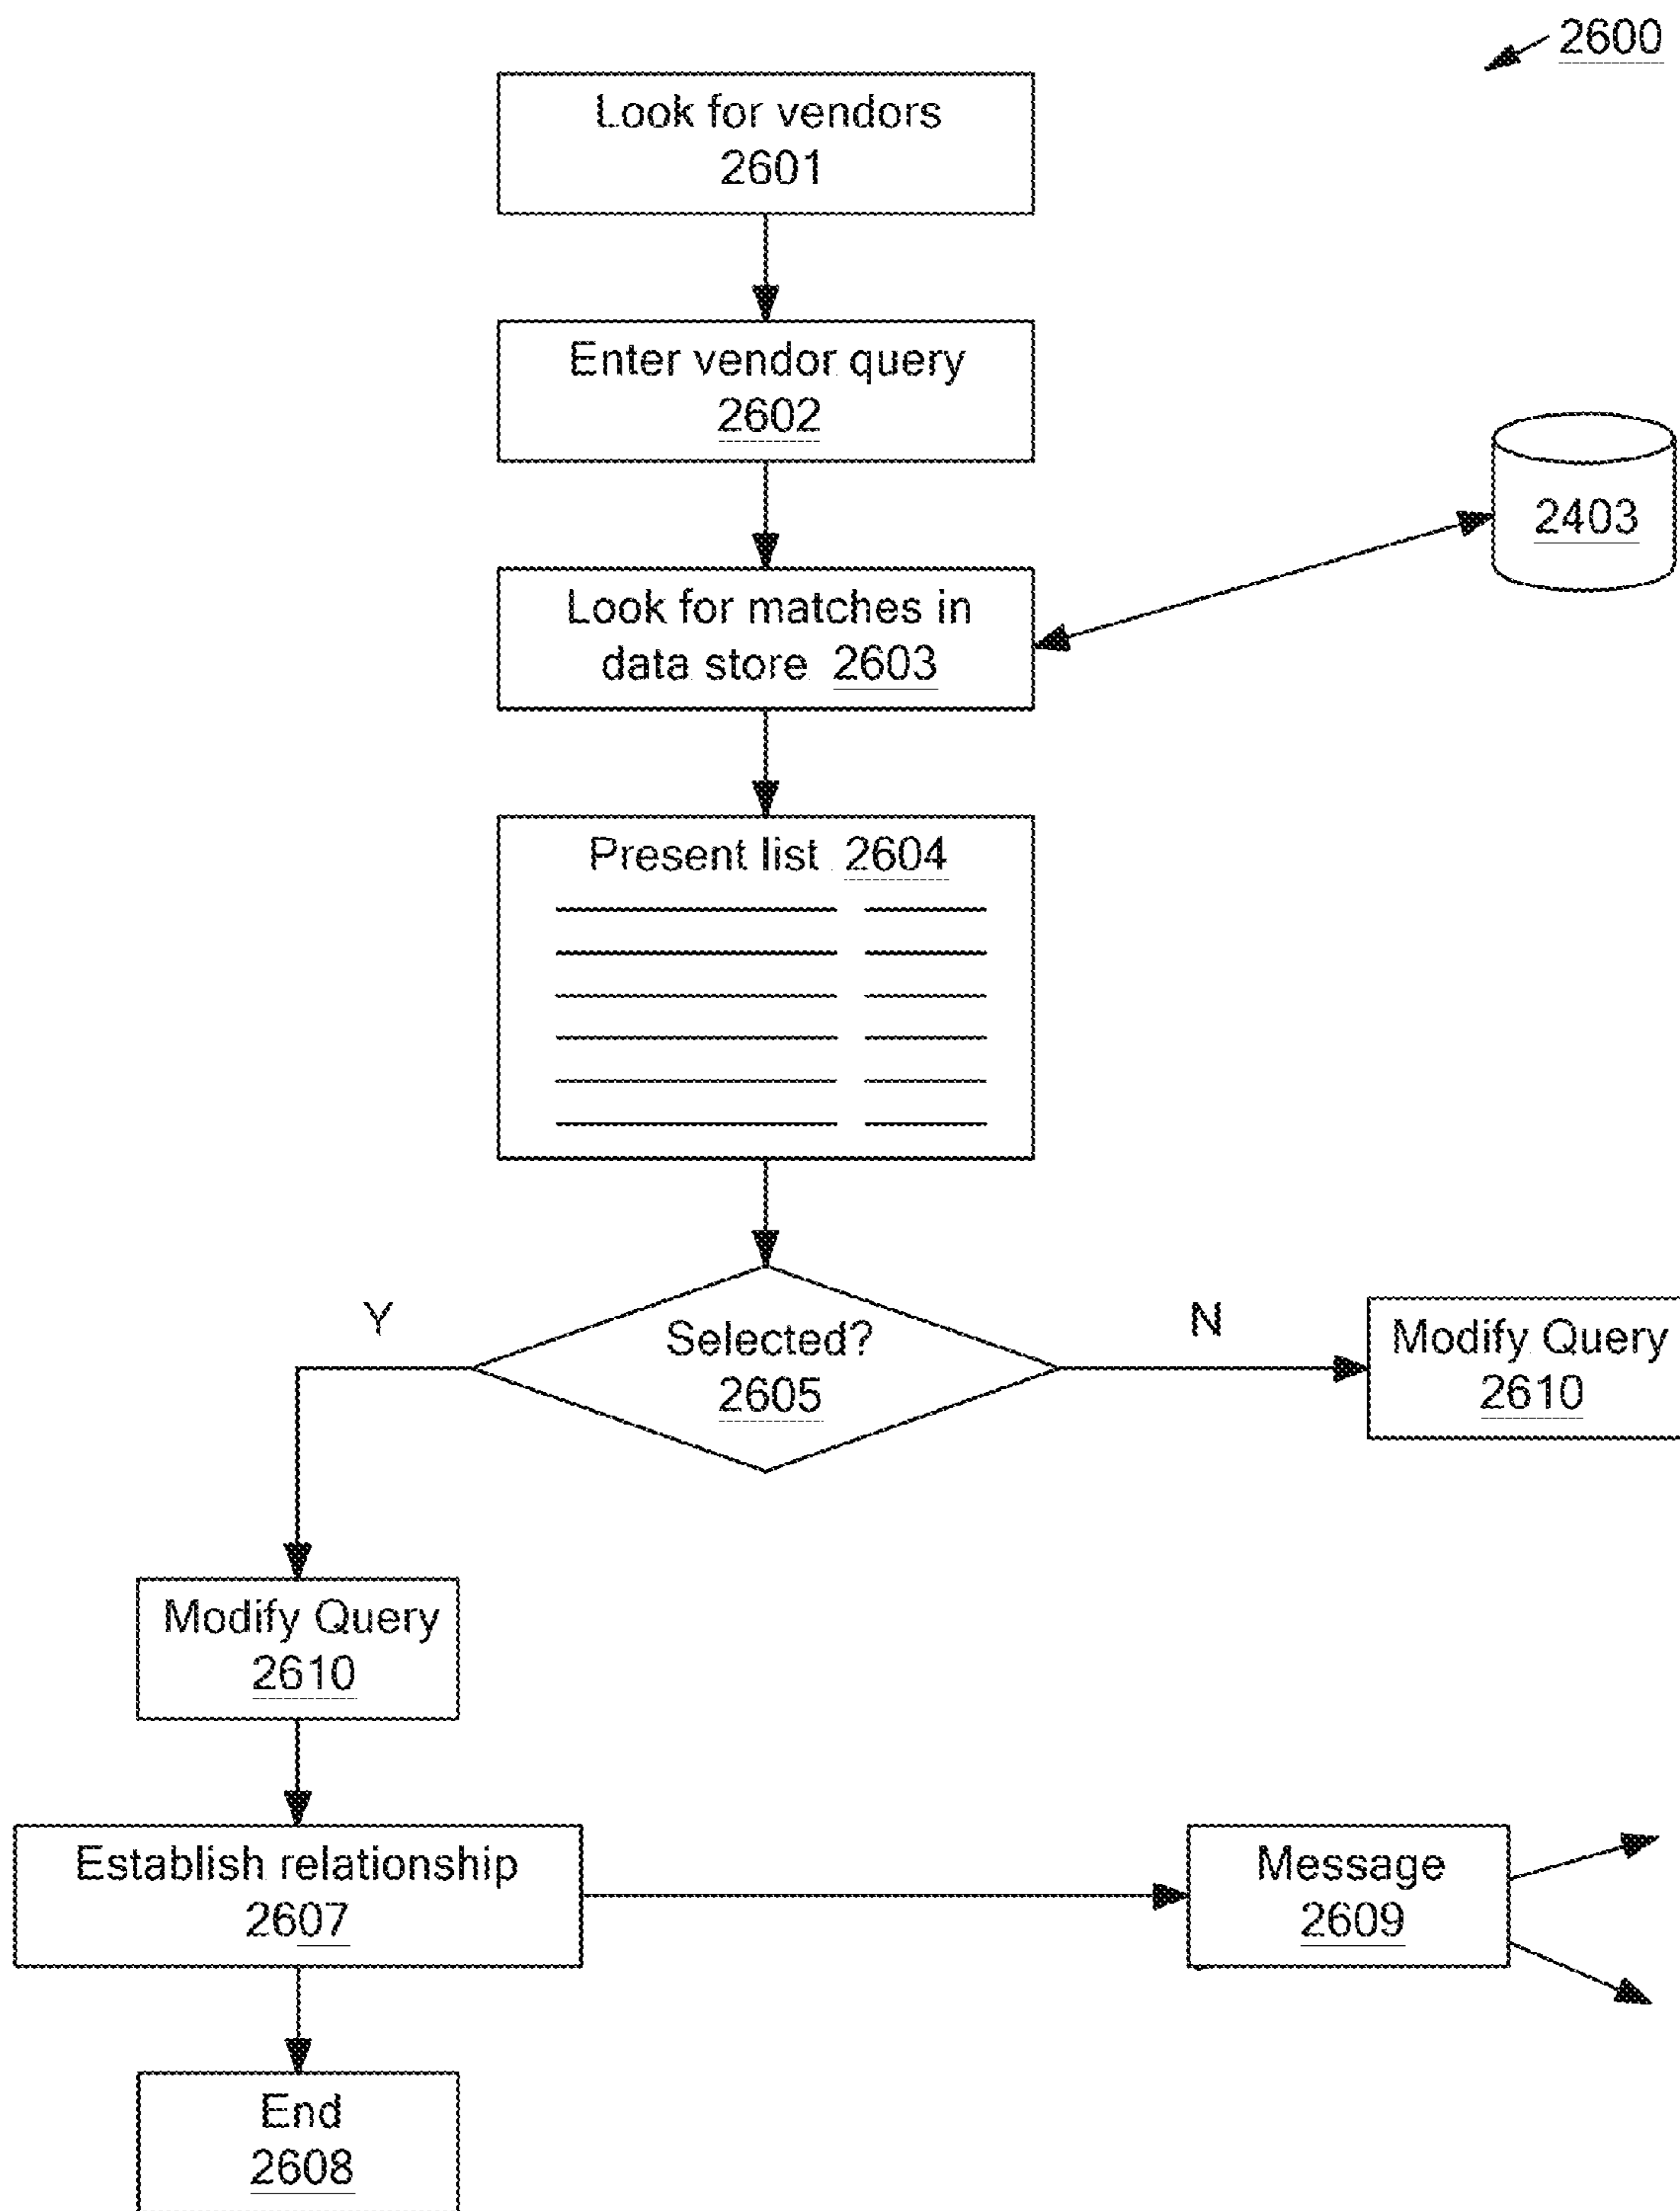 2600
Look for vendors
2601
Enter vendor query
2602
2403
Look for matches in
data store 2603
Present list 2604
Y
N
Selected?
2605
Modify Query
2610
Modify Query
2610
Establish relationship
2607
Message
2609
End
2608